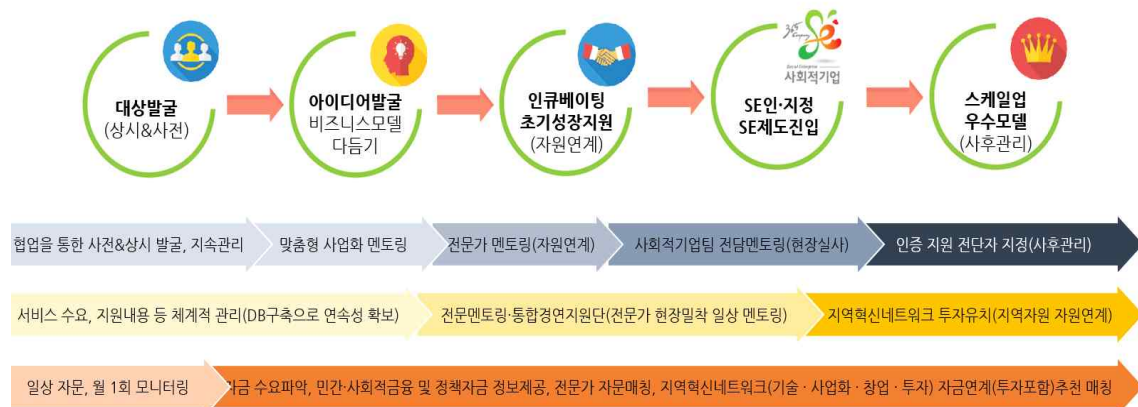 대상발굴
(상시&사전)
아이디어발굴
비즈니스모델
다듬기
인큐베이팅
초기성장지원
(자원연계)
사회적기업
SE인·지정
SE제도진입
스케일업
우수모델
(사후관리)
협업을 통한 사전&상시 발굴, 지속관리
맞춤형 사업화 멘토링
전문가 멘토링(자원연계)
사회적기업팀 전담멘토링(현장실사)
인증 지원 전단자 지정(사후관리)
서비스 수요, 지원내용 등 체계적 관리(DB구축으로 연속성 확보)
전문멘토링·통합경영지원단(전문가 현장밀착 일상 멘토링)
지역혁신네트워크 투자유치(지역자원 자원연계)
일상 자문, 월 1회 모니터링
수요파악, 민간·사회적금융 및 정책자금 정보제공, 전문가 자문매칭, 지역혁신네트워크(기술·사업화·창업·투자) 자금연계(투자포함)추천 매칭